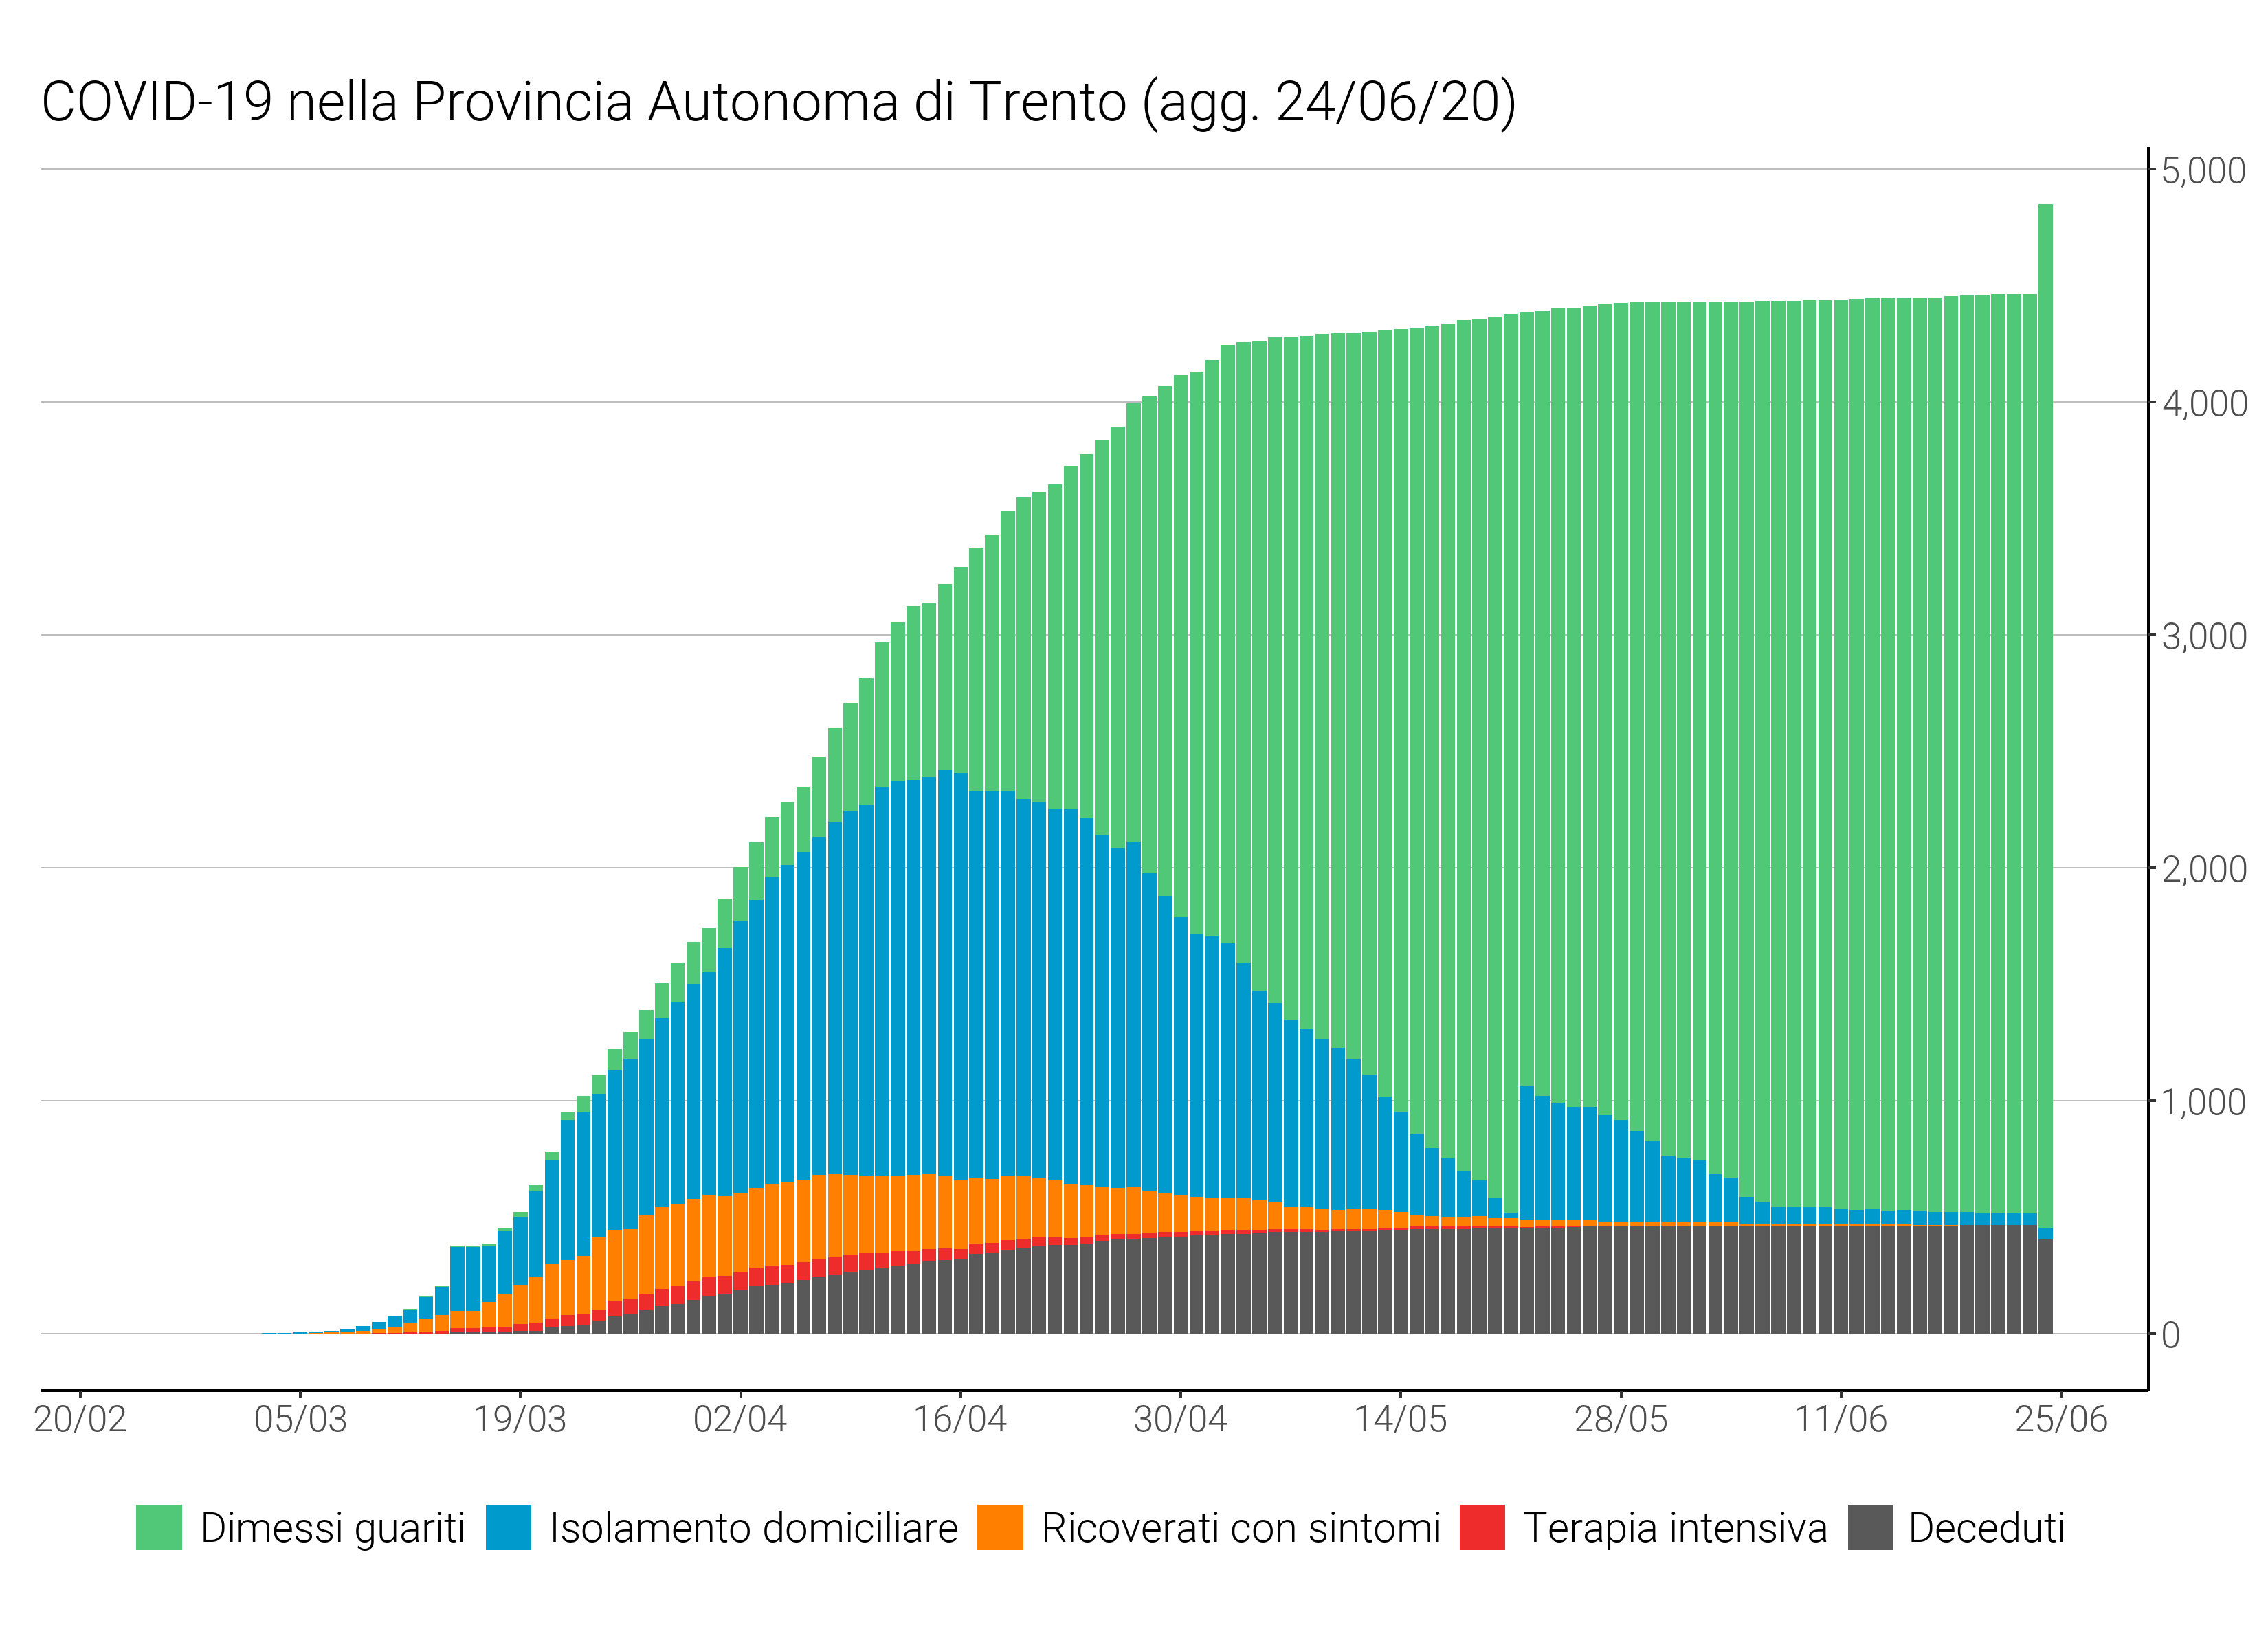 COVID-19 nella Provincia Autonoma di Trento (agg. 24/06/20)
5,000
4,000
3,000
2,000
1,000
0
20/02 05/03 19/03 02/04 16/04 30/04 14/05 28/05 11/06 25/06
Dimessi guariti Isolamento domiciliare Ricoverati con sintomi Terapia intensiva Deceduti